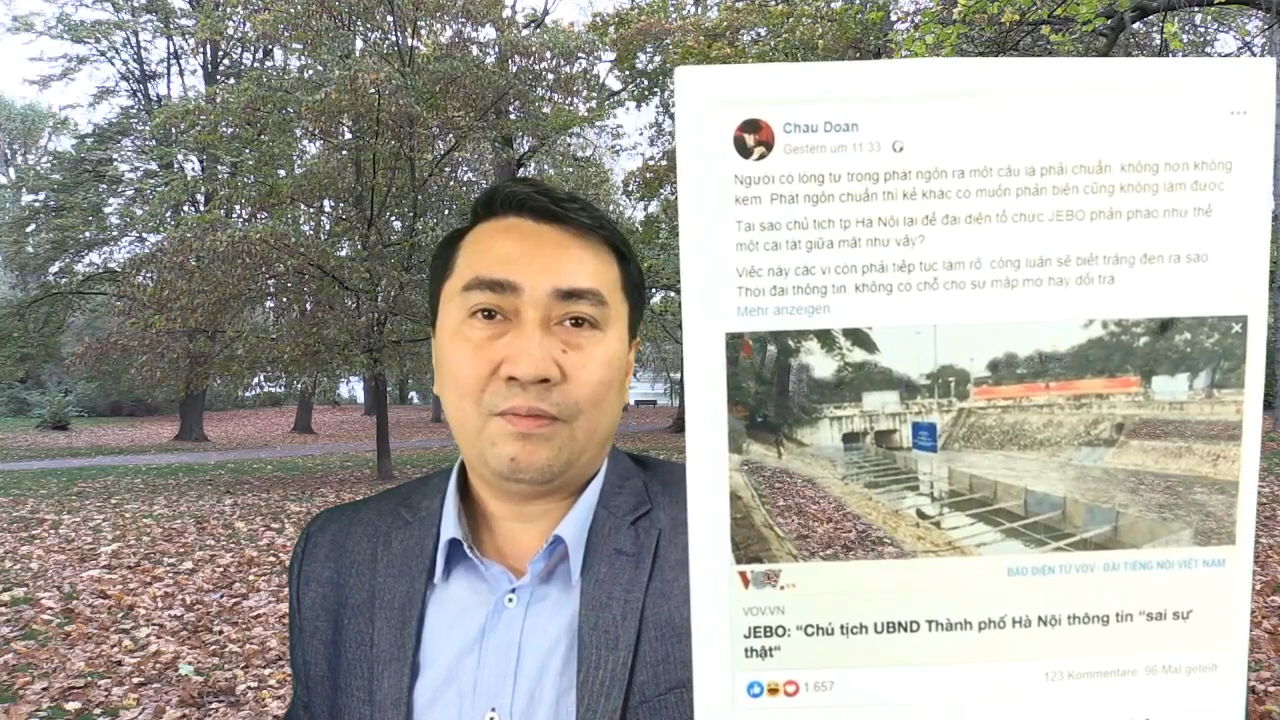 Chau Doan
Gestern um 11:33
Người có lòng tự trọng phát ngôn ra một câu là phải chuẩn, không hơn không
kém. Phát ngôn chuẩn thì kẻ khác có muốn phản biện cũng không làm được.
Tại sao chủ tịch tp Hà Nội lại để đại diện tổ chức JEBO phản pháo như thể
một cái tát giữa mặt như vậy?
Việc này các vị còn phải tiếp tục làm rõ, công luận sẽ biết trắng đen ra sao.
Thời đại thông tin, không có chỗ cho sự mập mờ hay dối trá
Mehr anzeigen
VOV.VN
BÁO ĐIỆN TỬ VOV - ĐÀI TIẾNG NÓI VIỆT NAM
VOV.VN
JEBO: “Chủ tịch UBND Thành phố Hà Nội thông tin “sai sự
thật“
1 657
123 Kommentare 96 Mal geteilt